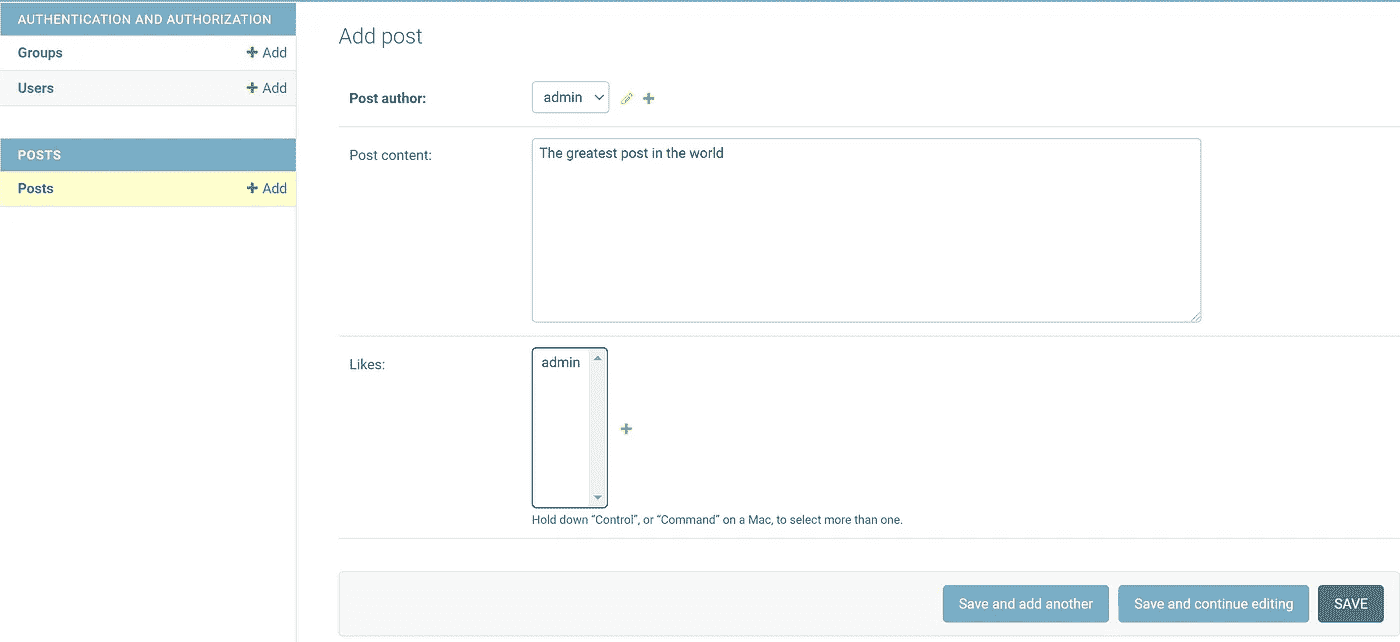 AUTHENTICATION AND AUTHORIZATION
Groups
Add
Users
Add
POSTS
Posts
Add
Add post
Post author:
admin
Post content:
The greatest post in the world
Likes:
admin
Hold down “Control”, or “Command” on a Mac, to select more than one.
Save and add another
Save and continue editing
SAVE